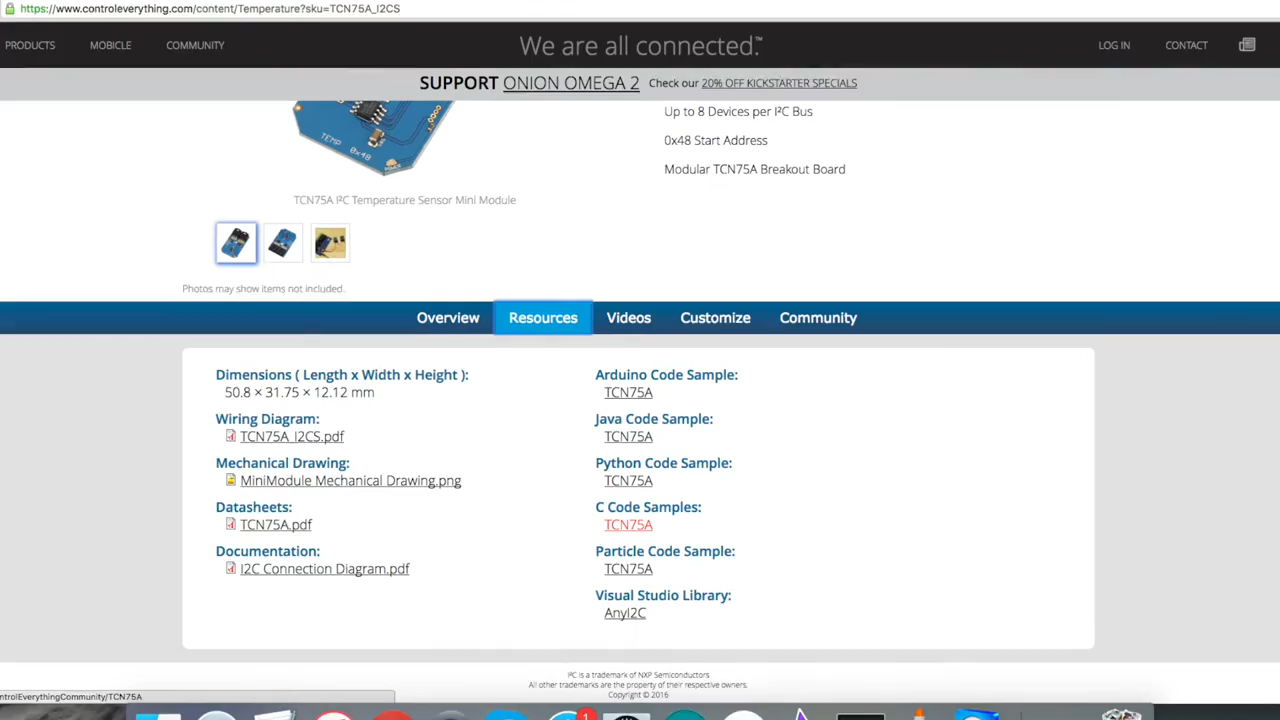 https://www.controleverything.com/content/Temperature?sku=TCN75A_I2CS
PRODUCTS
MOBICLE
COMMUNITY
We are all connected.™
LOG IN
CONTACT
SUPPORT ONION OMEGA 2 Check our 20% OFF KICKSTARTER SPECIALS
TEMP 0x48
Up to 8 Devices per I²C Bus
0x48 Start Address
Modular TCN75A Breakout Board
TCN75A I²C Temperature Sensor Mini Module
Photos may show items not included.
Overview
Resources
Videos
Customize
Community
Dimensions ( Length x Width x Height ):
50.8 × 31.75 × 12.12 mm
Wiring Diagram:
TCN75A_I2CS.pdf
Mechanical Drawing:
MiniModule Mechanical Drawing.png
Datasheets:
TCN75A.pdf
Documentation:
I2C Connection Diagram.pdf
Arduino Code Sample:
TCN75A
Java Code Sample:
TCN75A
Python Code Sample:
TCN75A
C Code Samples:
TCN75A
Particle Code Sample:
TCN75A
Visual Studio Library:
AnyI2C
I²C is a trademark of NXP Semiconductors
All other trademarks are the property of their respective owners.
Copyright © 2016
ntrolEverythingCommunity/TCN75A
1